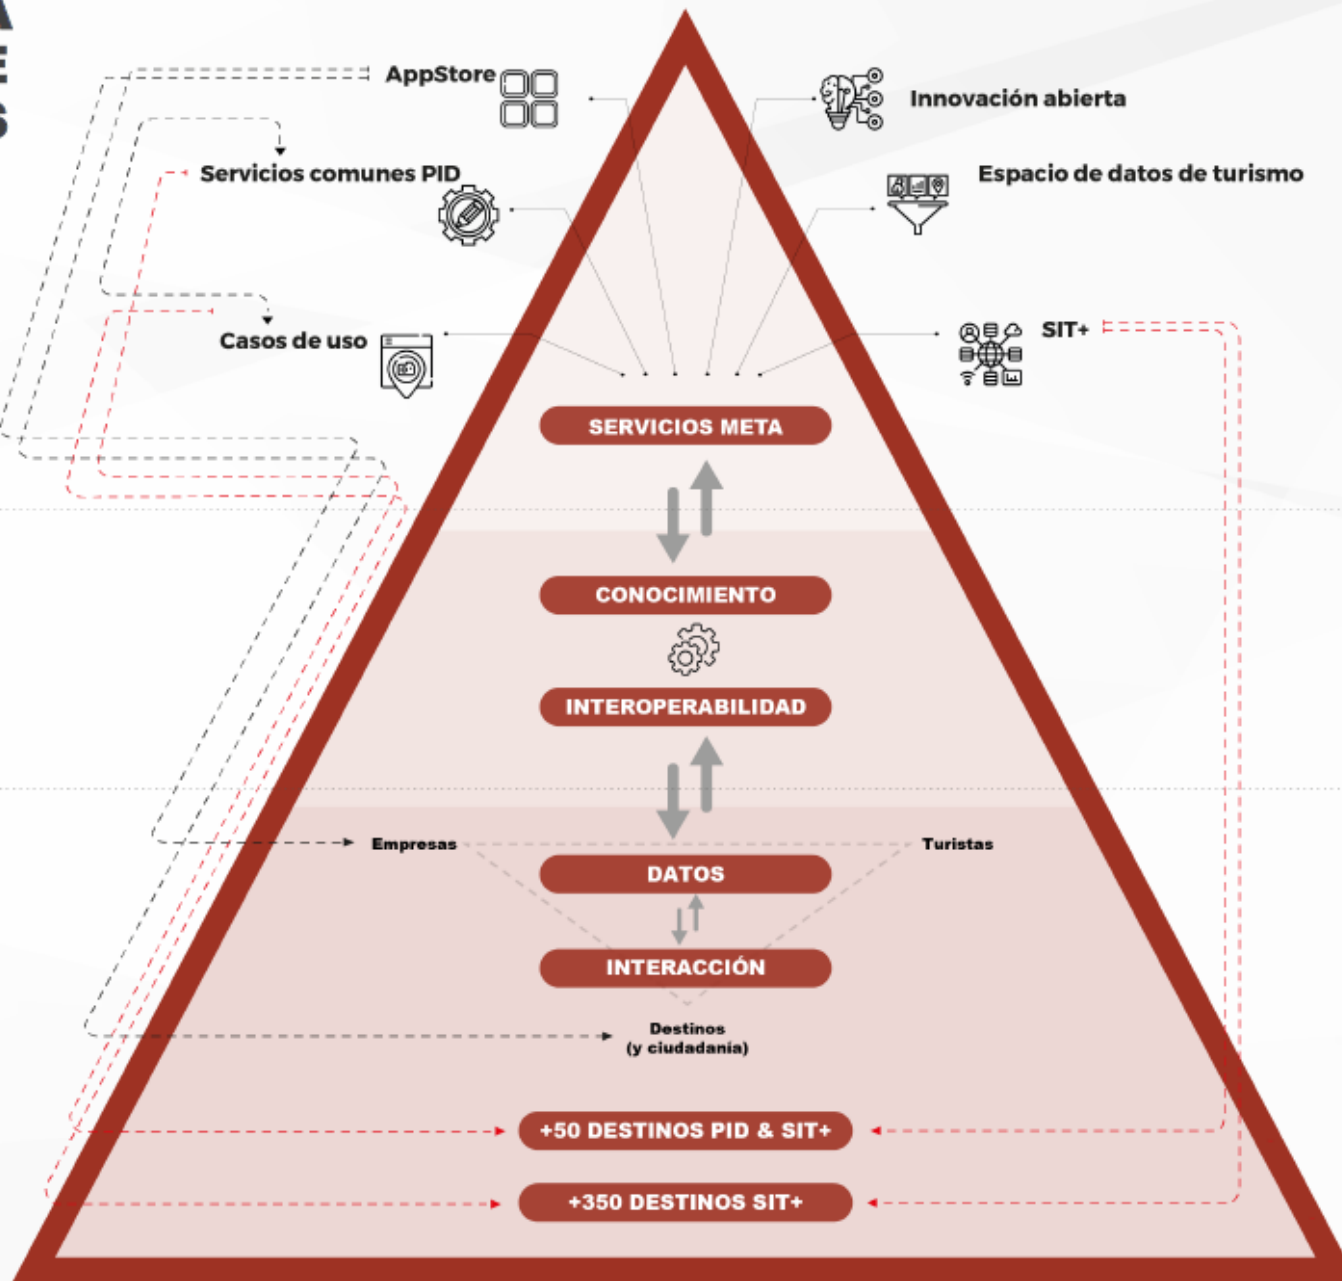 A
E
S
AppStore
Innovación abierta
Servicios comunes PID
Espacio de datos de turismo
Casos de uso
SIT+
SERVICIOS META
CONOCIMIENTO
INTEROPERABILIDAD
Empresas
Turistas
DATOS
INTERACCIÓN
Destinos
(y ciudadanía)
+50 DESTINOS PID & SIT+
+350 DESTINOS SIT+